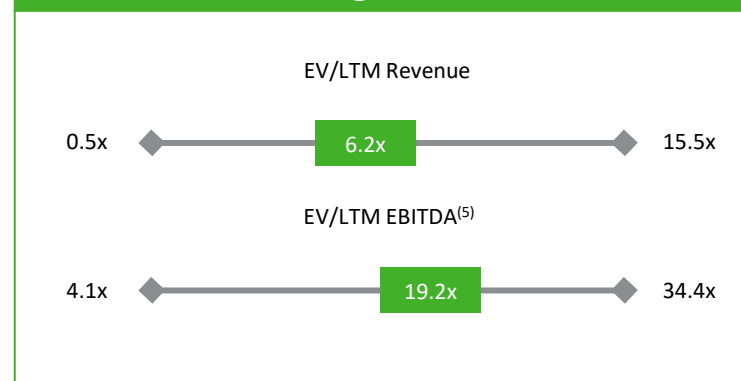 EV/LTM Revenue
0.5x 6.2x 15.5x
EV/LTM EBITDA(5)
4.1x 19.2x 34.4x